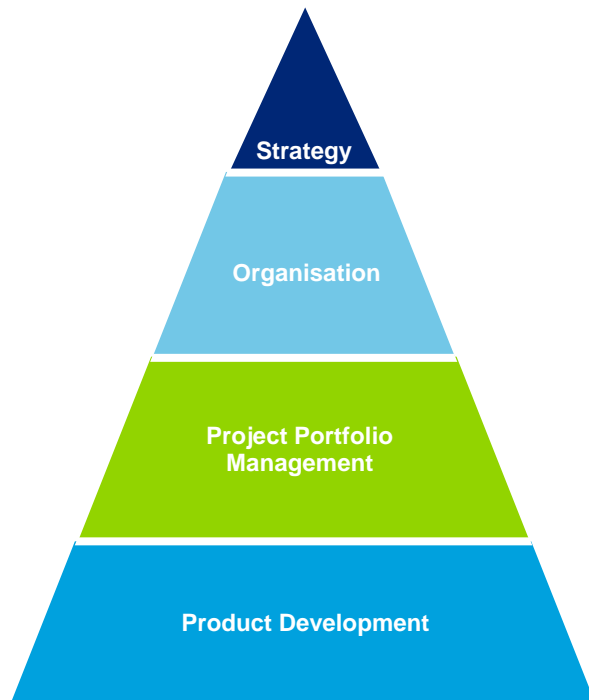 Strategy
Organisation
Project Portfolio
Management
Product Development